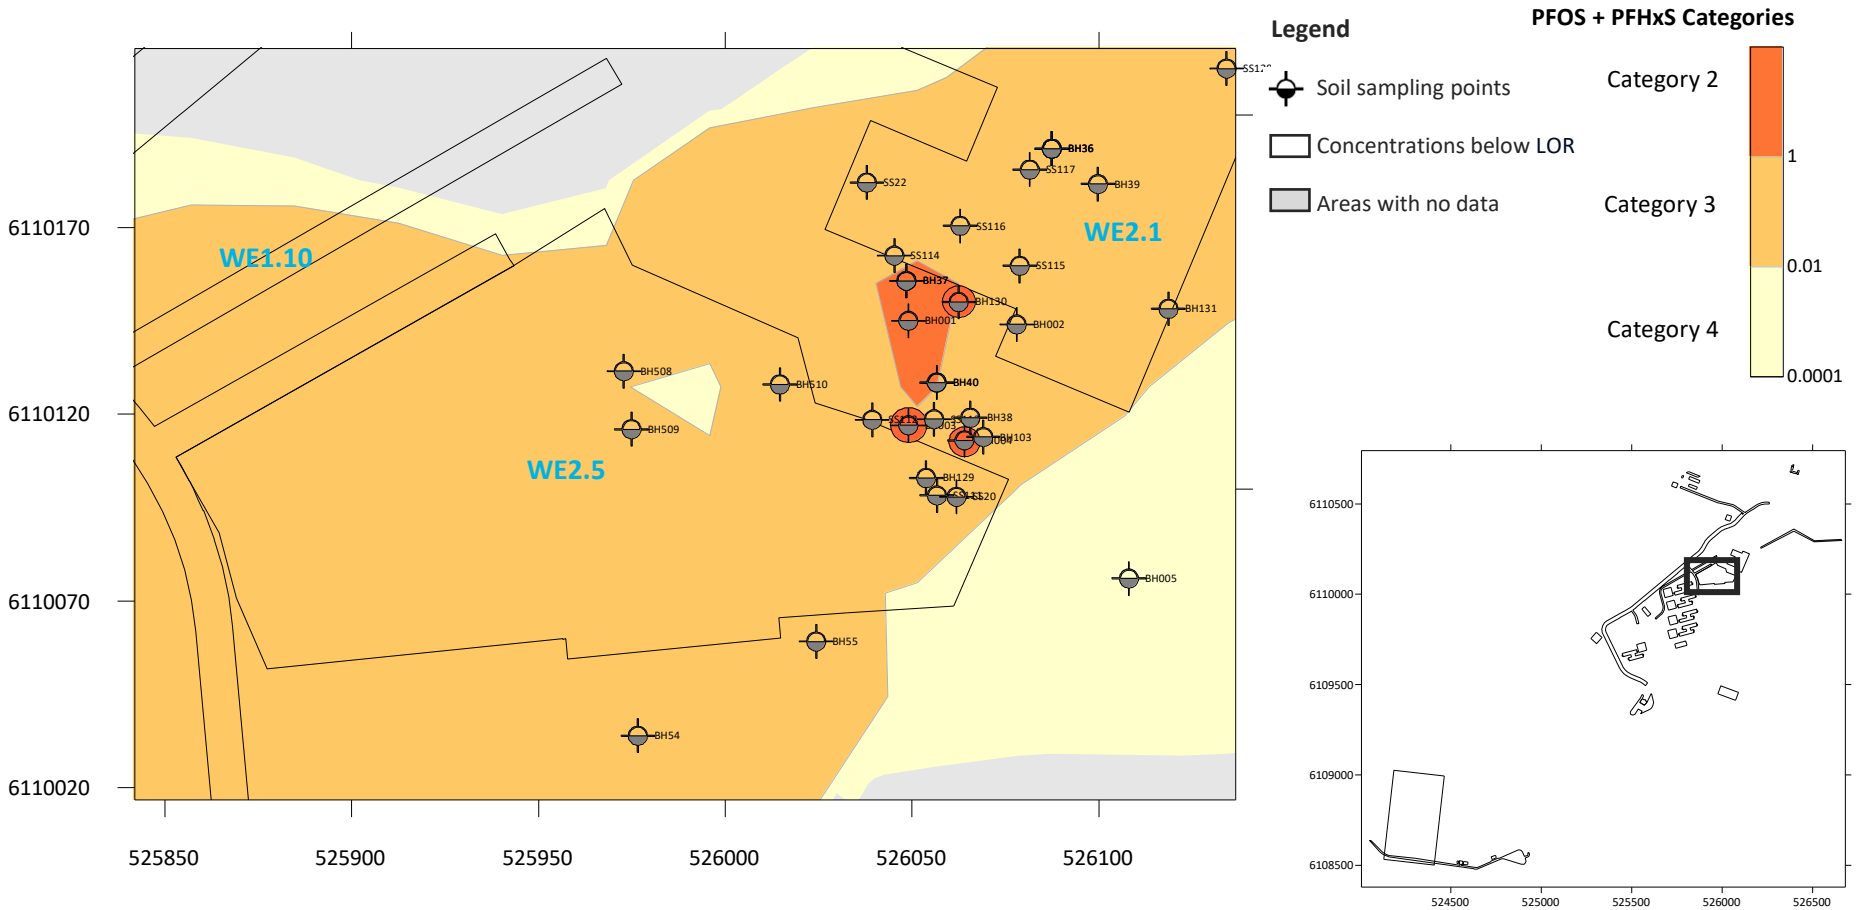 Legend
PFOS + PFHxS Categories
Soil sampling points
Concentrations below LOR
Areas with no data
Category 2
1
Category 3
0.01
Category 4
0.0001
6110170
6110120
6110070
6110020
525850
525900
525950
526000
526050
526100
WE1.10
WE2.1
WE2.5
BH36
SS117
BH39
SS22
SS116
SS114
SS115
BH37
BH130
BH001
BH002
BH131
BH508
BH510
BH40
BH509
BH38
BH103
BH129
SS20
BH005
BH55
BH54
6110500
6110000
6109500
6109000
6108500
524500
525000
525500
526000
526500